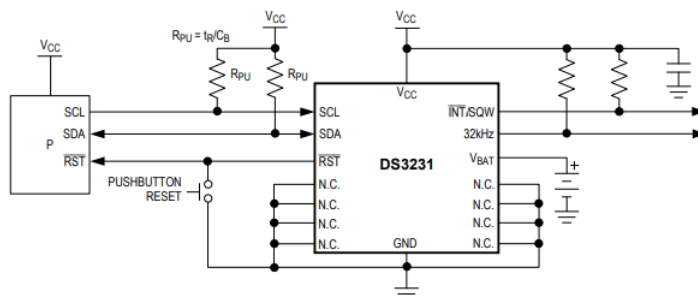 VCC
RPU = tR/CB
VCC
VCC
RPU
RPU
P
SCL
SDA
RST
PUSHBUTTON
RESET
VCC
SCL
SDA
RST
N.C.
N.C.
N.C.
N.C.
DS3231
GND
INT/SQW
32kHz
VBAT
N.C.
N.C.
N.C.
N.C.
+